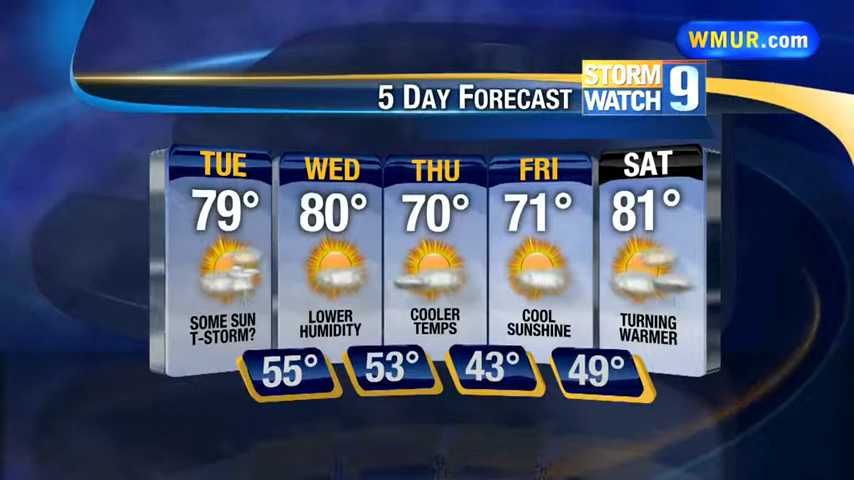 WMUR.com
5 DAY FORECAST
STORM
WATCH 9
TUE
79°
SOME SUN
T-STORM?
WED
80°
LOWER
HUMIDITY
THU
70°
COOLER
TEMPS
FRI
71°
COOL
SUNSHINE
SAT
81°
TURNING
WARMER
55°
53°
43°
49°